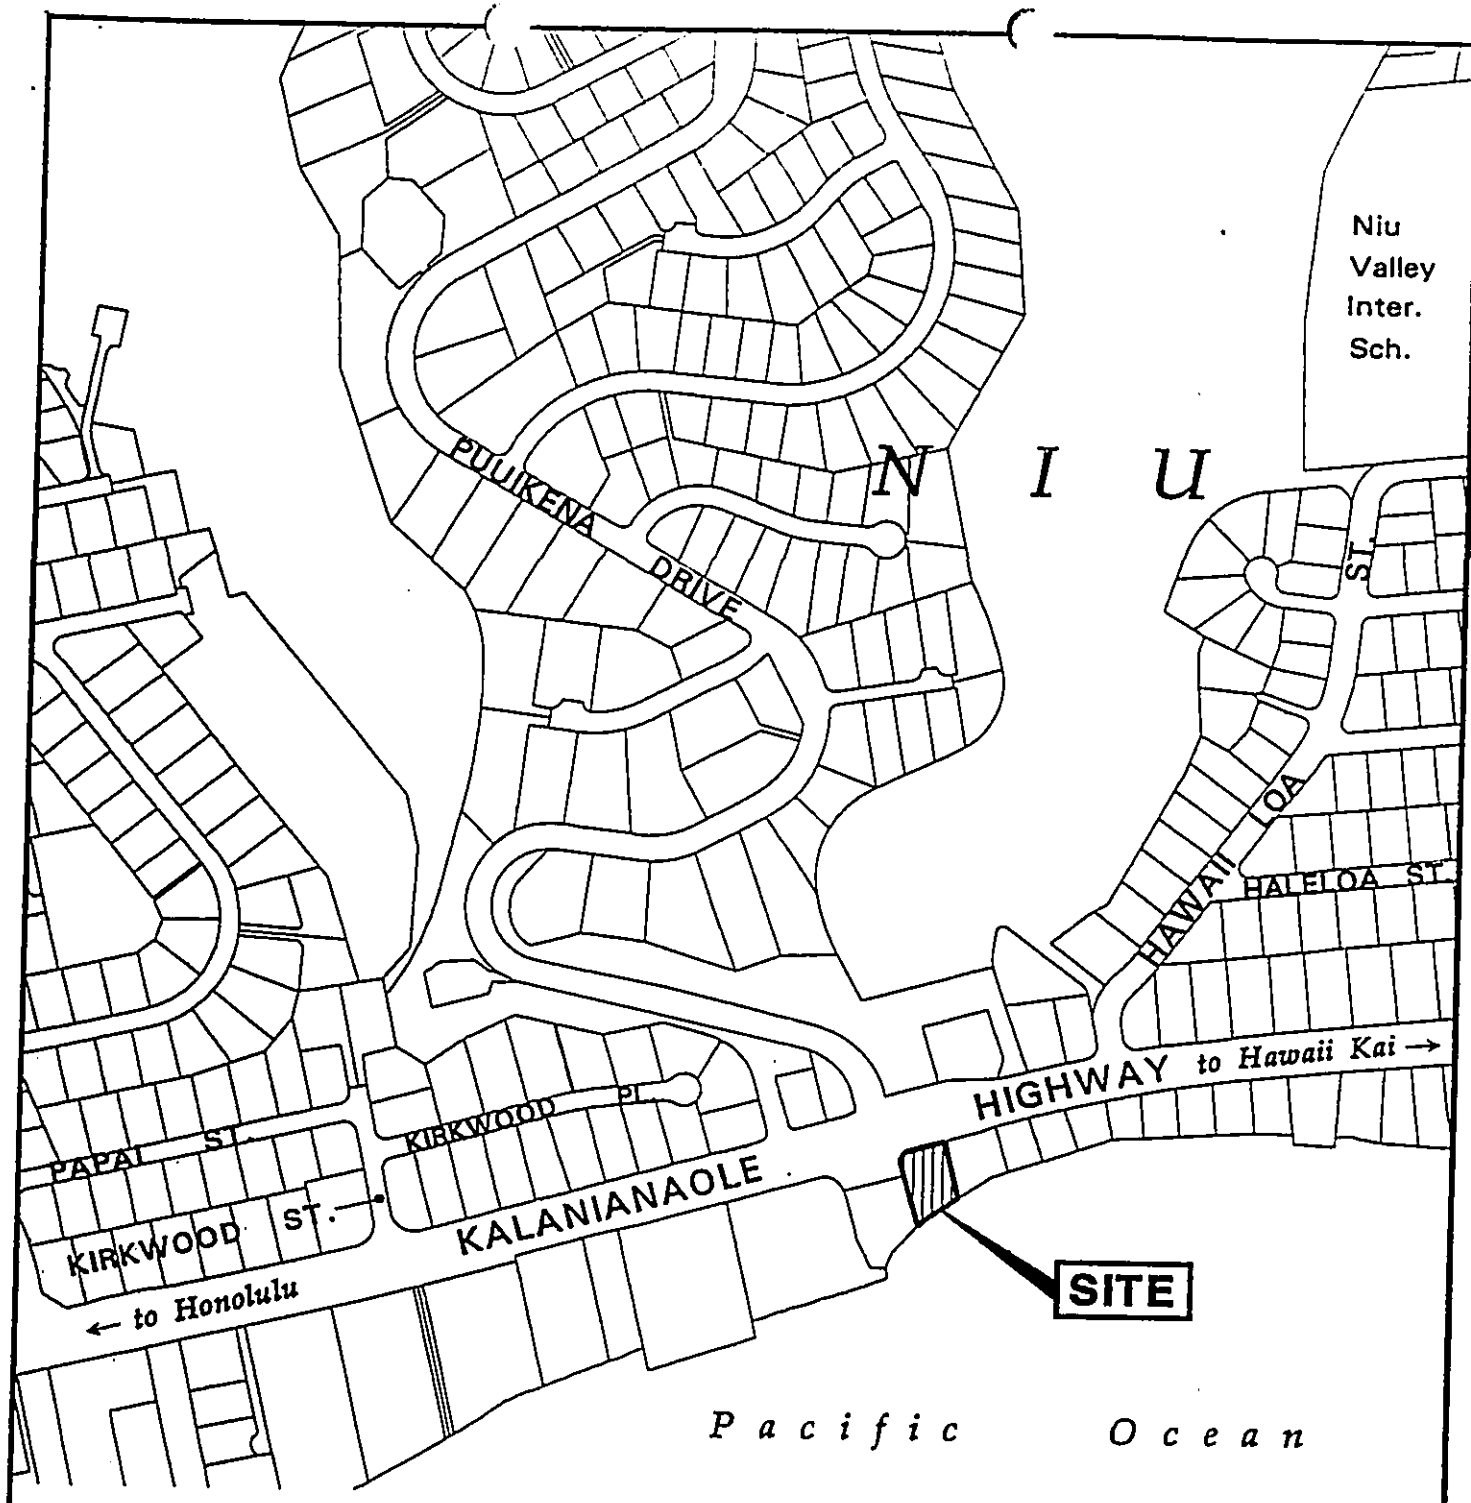 Niu
Valley
Inter.
Sch.
PUUIKENA
DRIVE
N I U
ST.
HAWAII LOA
HALELOA ST.
HIGHWAY
to Hawaii Kai →
KIRKWOOD PL.
PAPAI ST.
KALANIANAOLE
KIRKWOOD ST.
← to Honolulu
SITE
Pacific Ocean